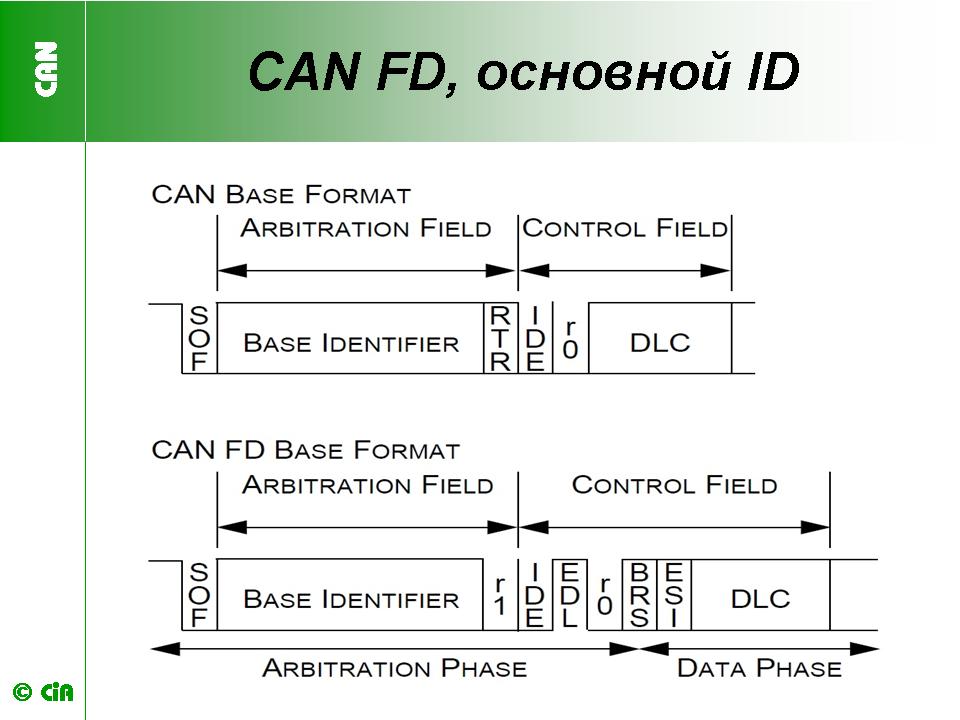 CAN
CAN FD, основной ID
CAN BASE FORMAT
ARBITRATION FIELD CONTROL FIELD
SOF BASE IDENTIFIER RTR IDE r0 DLC
CAN FD BASE FORMAT
ARBITRATION FIELD CONTROL FIELD
SOF BASE IDENTIFIER r1 IDE EDL r0 BRS ESI DLC
ARBITRATION PHASE DATA PHASE
© CiA